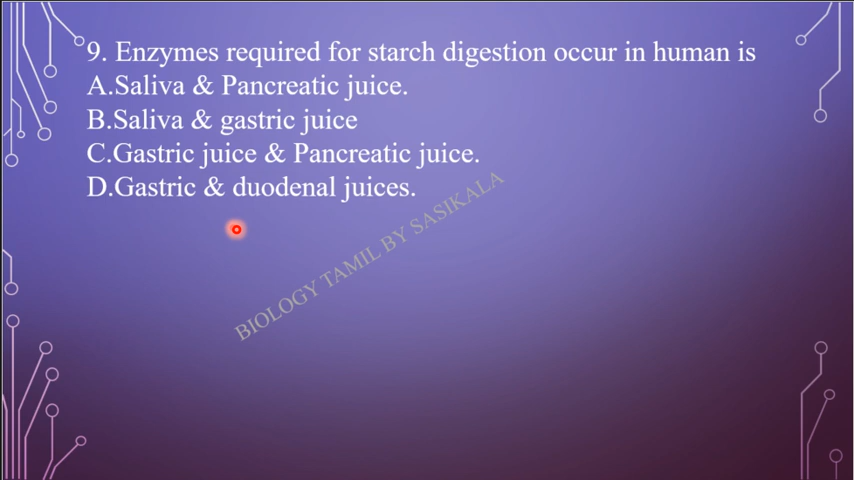 9. Enzymes required for starch digestion occur in human is
A.Saliva & Pancreatic juice.
B.Saliva & gastric juice
C.Gastric juice & Pancreatic juice.
D.Gastric & duodenal juices.
BIOLOGY TAMIL BY SASIKALA